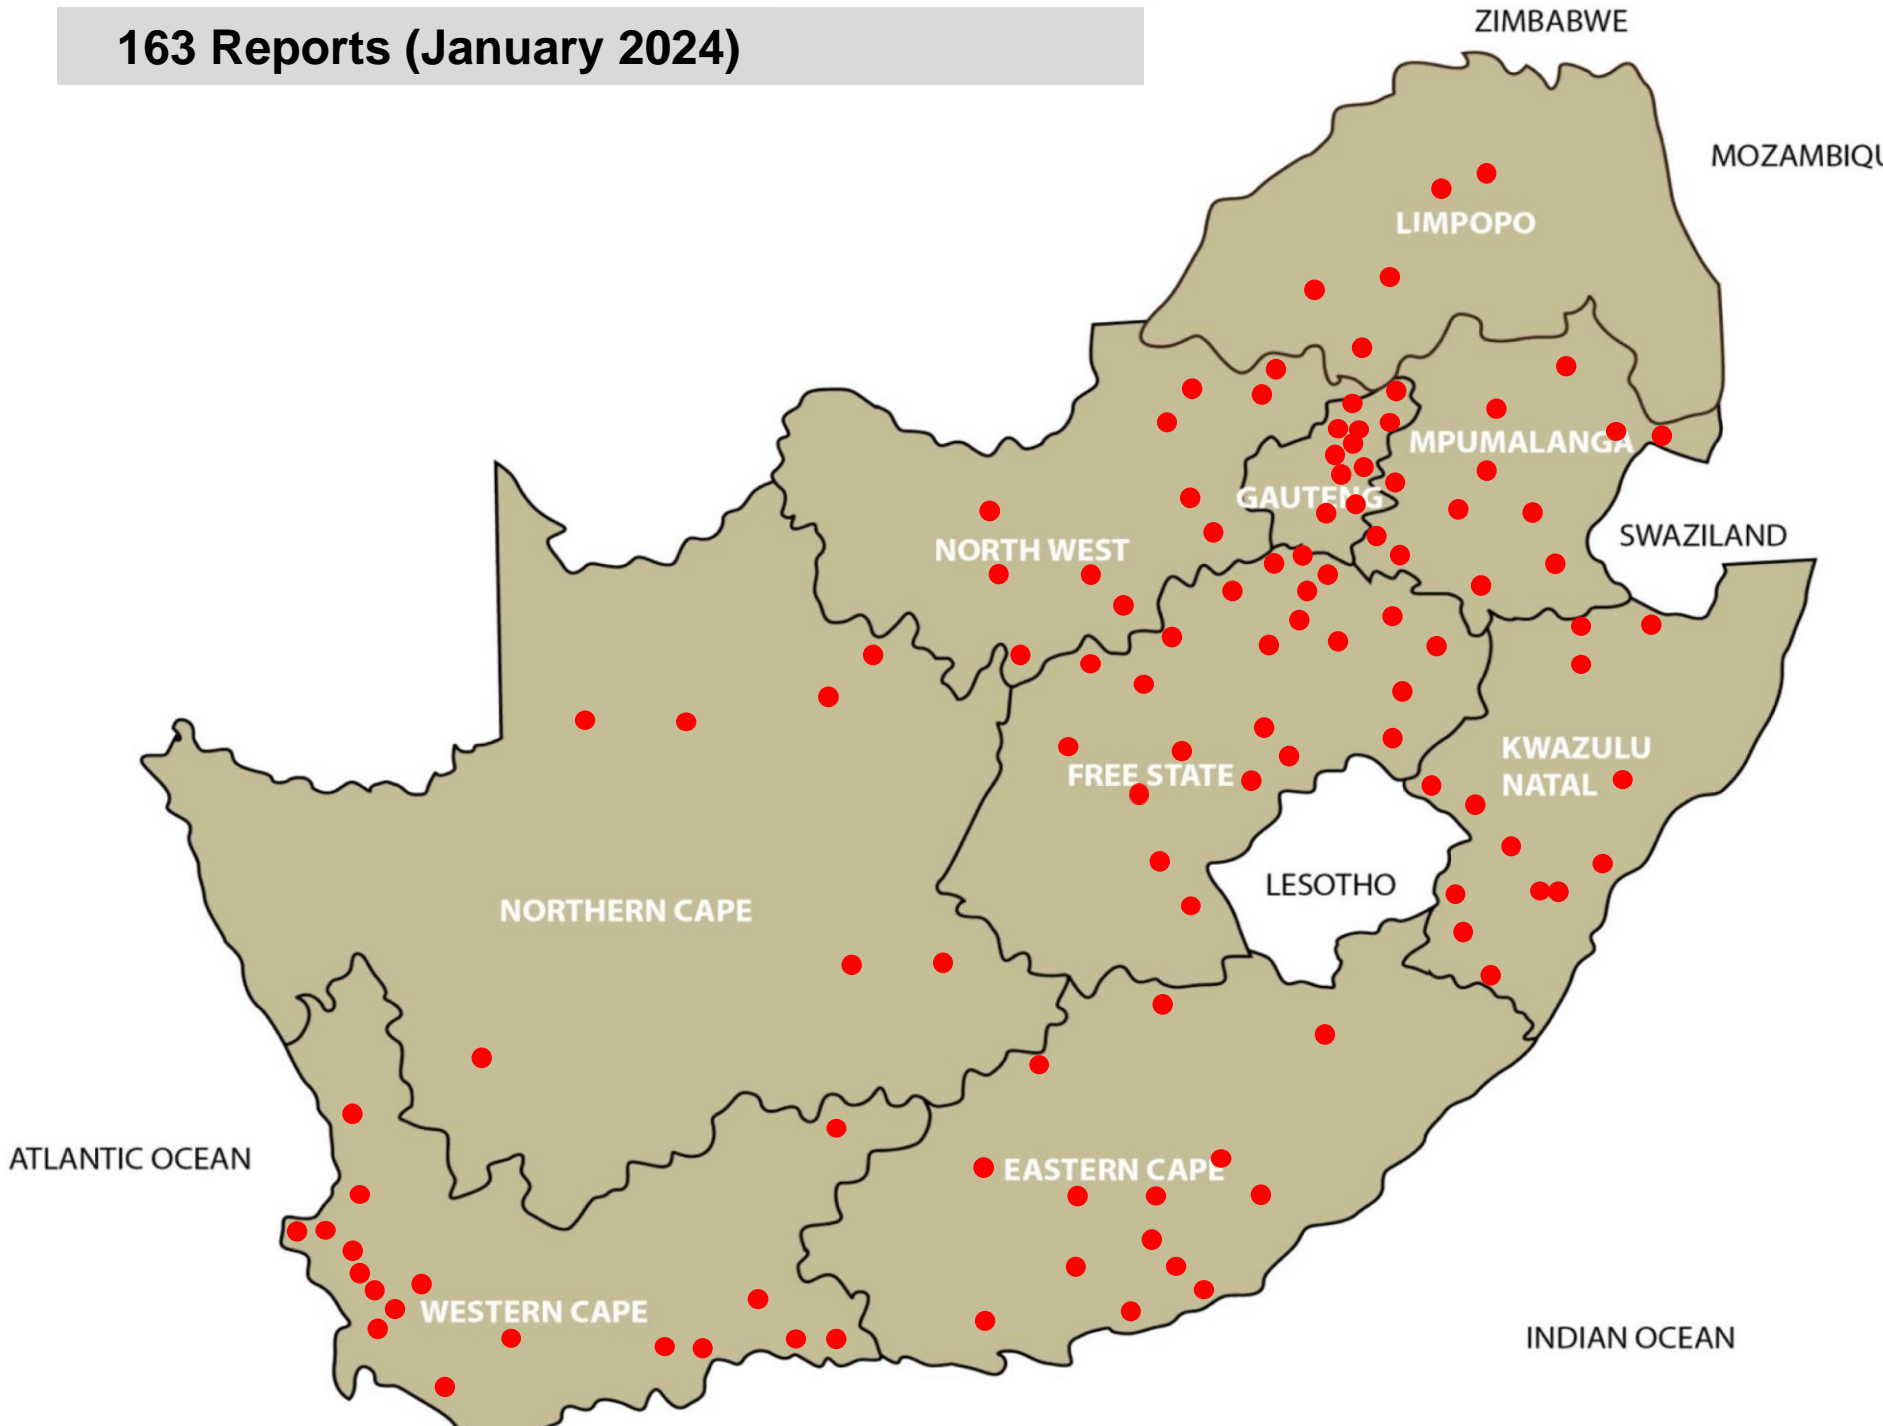 163 Reports (January 2024)
ZIMBABWE
MOZAMBIQU
LIMPOPO
MPUMALANGA
GAUTENG
SWAZILAND
NORTH WEST
KWAZULU
NATAL
FREE STATE
LESOTHO
NORTHERN CAPE
ATLANTIC OCEAN
EASTERN CAPE
WESTERN CAPE
INDIAN OCEAN